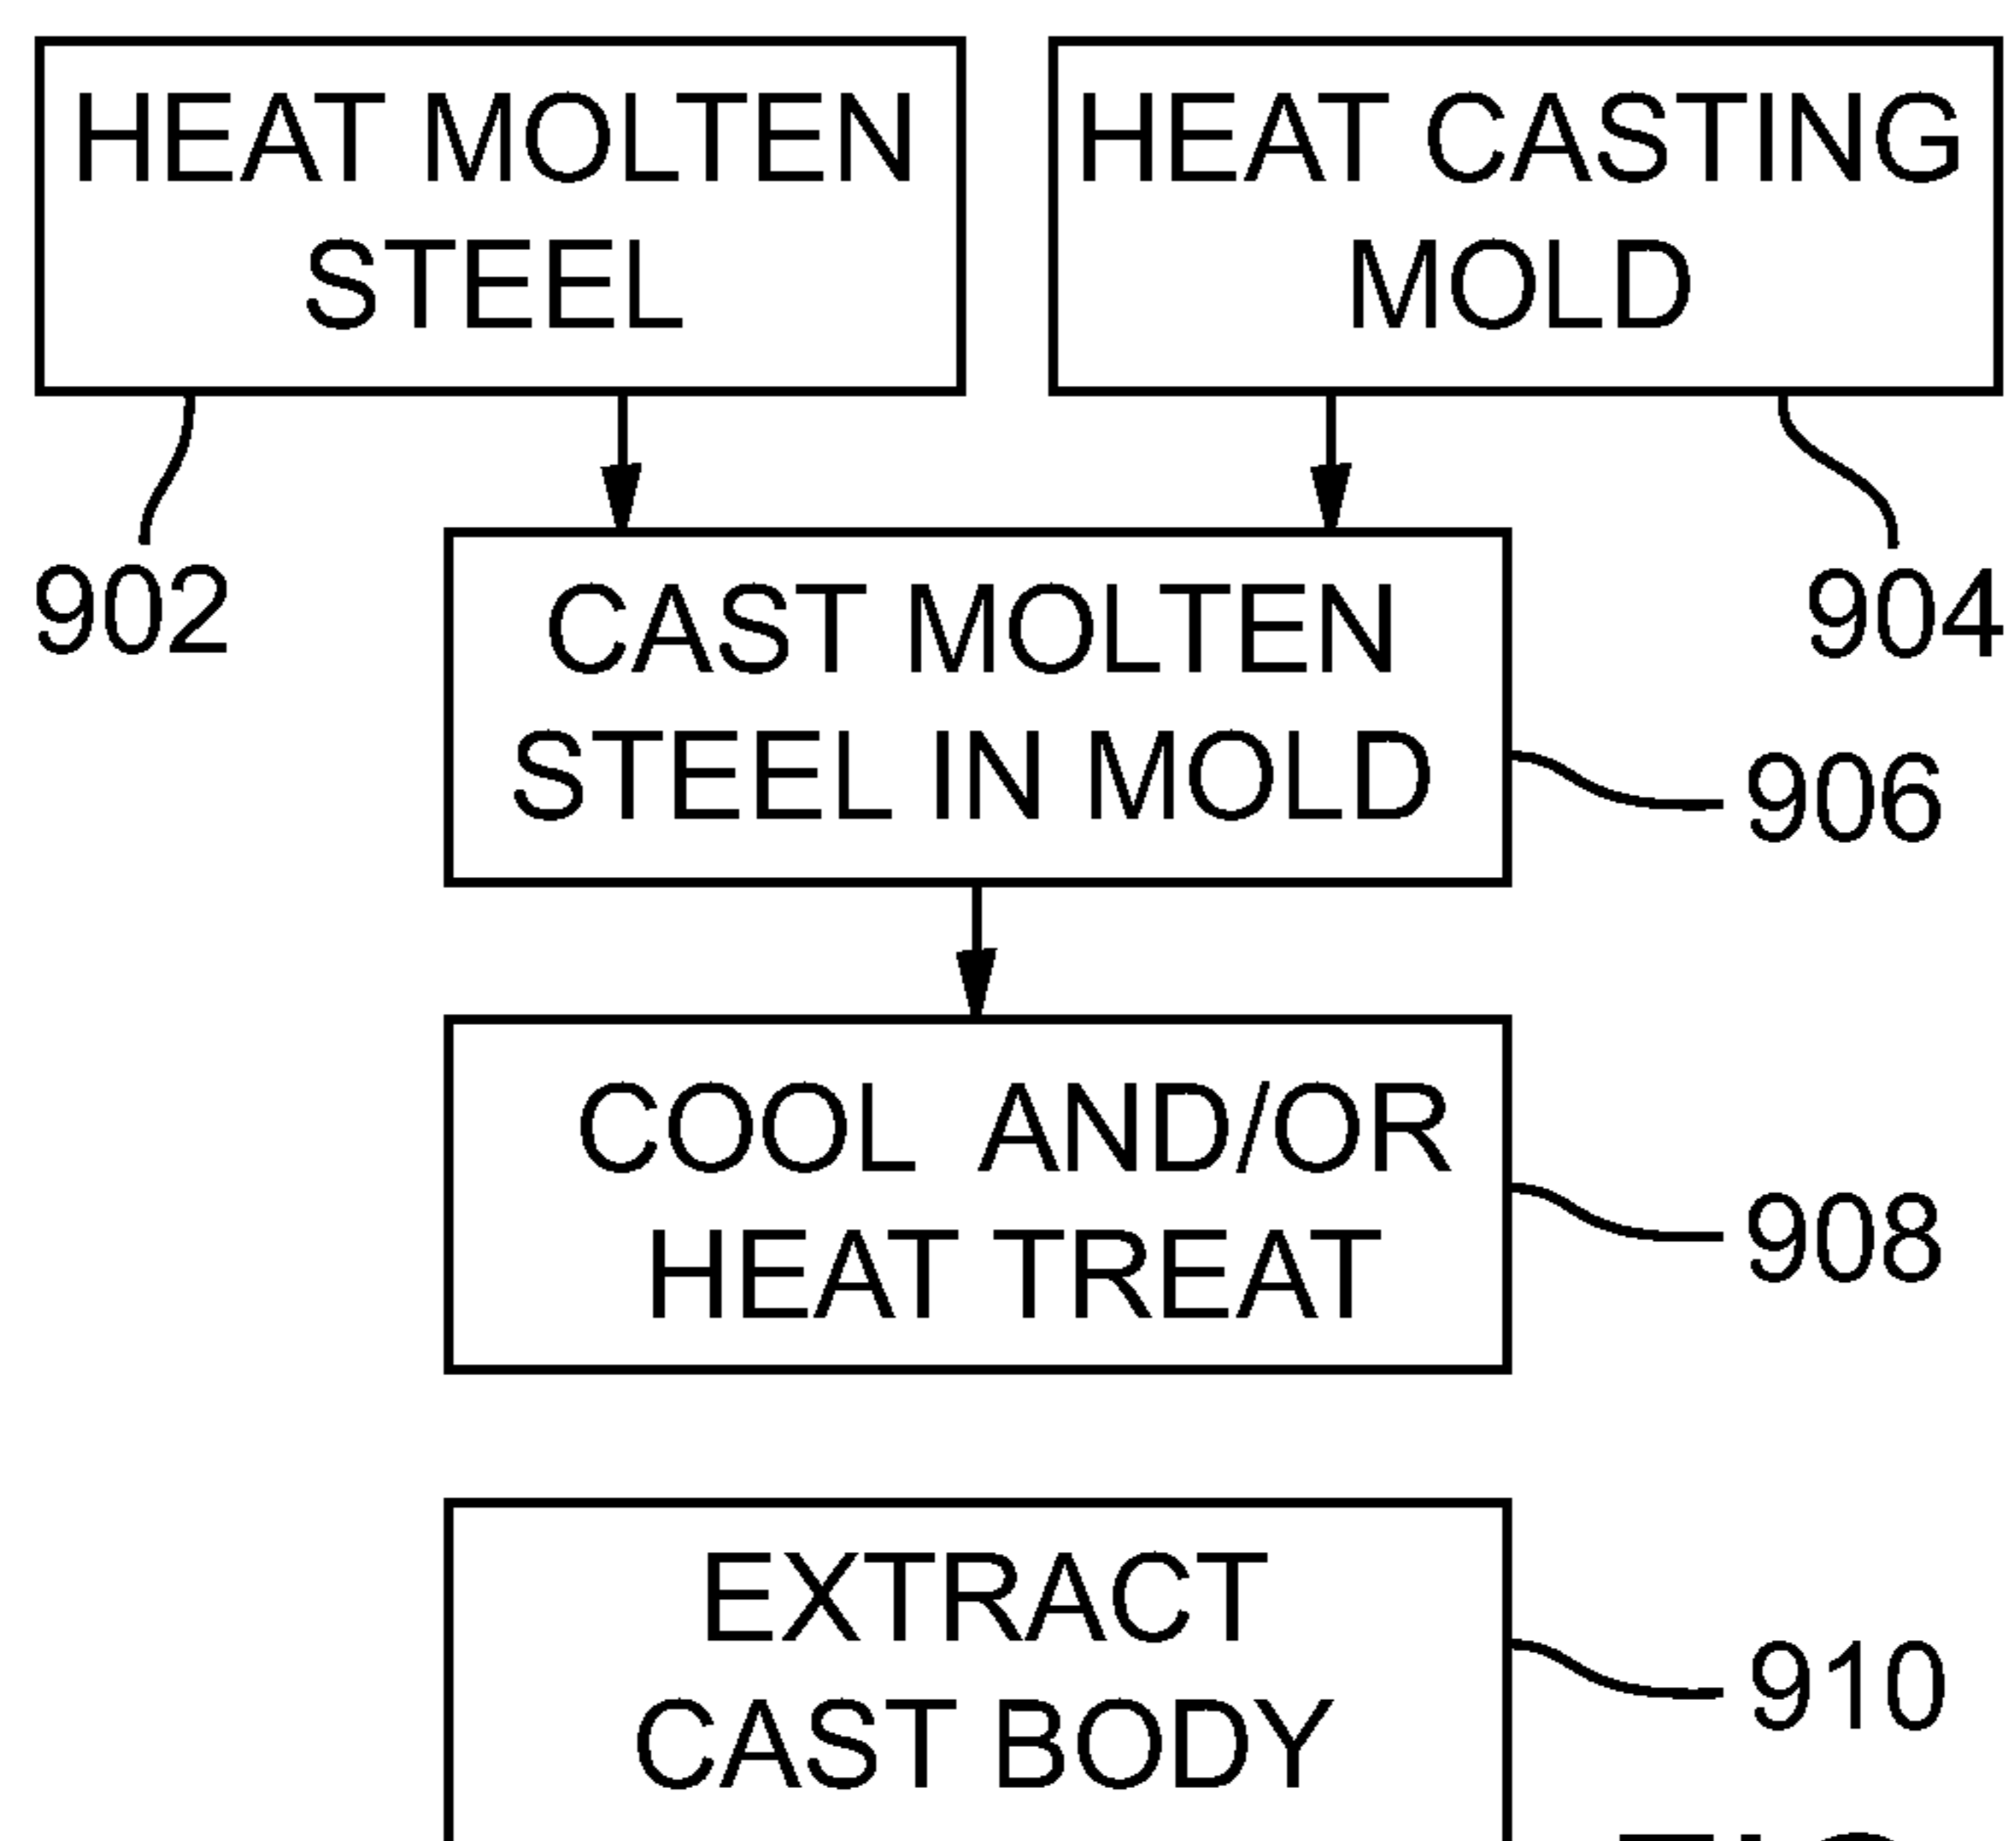 HEAT MOLTEN
STEEL
HEAT CASTING
MOLD
902
904
CAST MOLTEN
STEEL IN MOLD
906
COOL AND/OR
HEAT TREAT
908
EXTRACT
CAST BODY
910